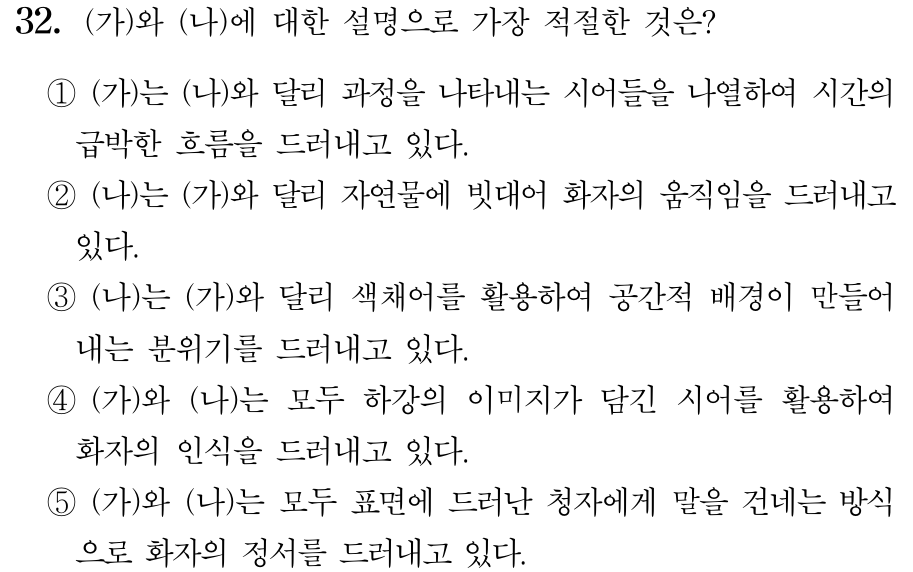 32. (가)와 (나)에 대한 설명으로 가장 적절한 것은?
① (가)는 (나)와 달리 과정을 나타내는 시어들을 나열하여 시간의
급박한 흐름을 드러내고 있다.
② (나)는 (가)와 달리 자연물에 빗대어 화자의 움직임을 드러내고
있다.
③ (나)는 (가)와 달리 색채어를 활용하여 공간적 배경이 만들어
내는 분위기를 드러내고 있다.
④ (가)와 (나)는 모두 하강의 이미지가 담긴 시어를 활용하여
화자의 인식을 드러내고 있다.
⑤ (가)와 (나)는 모두 표면에 드러난 청자에게 말을 건네는 방식
으로 화자의 정서를 드러내고 있다.